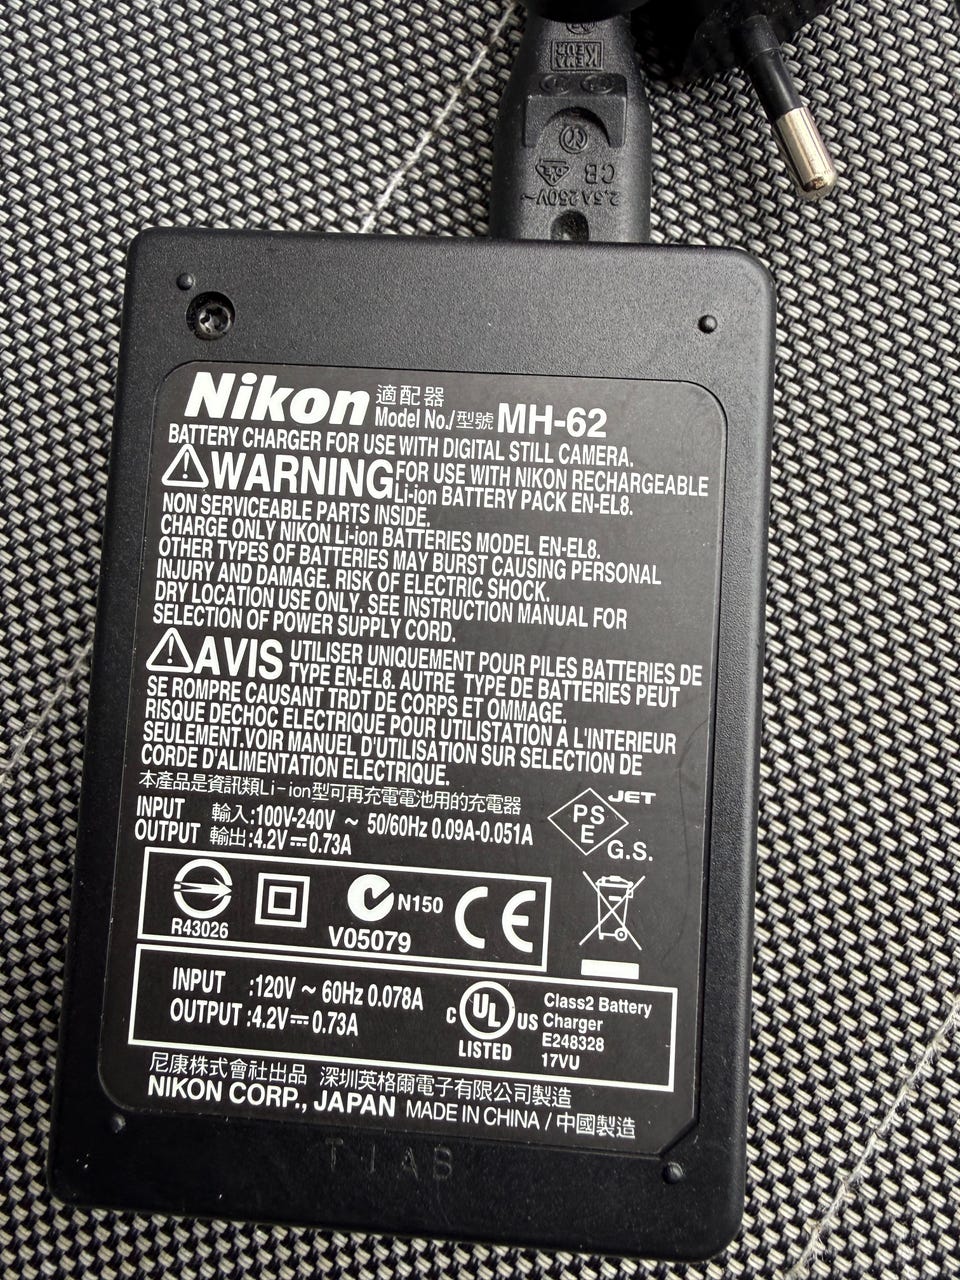 KEMA
KEUR
CB
2.5A 250V~
Nikon 適配器
Model No./型號 MH-62
BATTERY CHARGER FOR USE WITH DIGITAL STILL CAMERA.
WARNING FOR USE WITH NIKON RECHARGEABLE
Li-ion BATTERY PACK EN-EL8.
NON SERVICEABLE PARTS INSIDE.
CHARGE ONLY NIKON Li-ion BATTERIES MODEL EN-EL8.
OTHER TYPES OF BATTERIES MAY BURST CAUSING PERSONAL
INJURY AND DAMAGE. RISK OF ELECTRIC SHOCK.
DRY LOCATION USE ONLY. SEE INSTRUCTION MANUAL FOR
SELECTION OF POWER SUPPLY CORD.
AVIS UTILISER UNIQUEMENT POUR PILES BATTERIES DE
TYPE EN-EL8. AUTRE TYPE DE BATTERIES PEUT
SE ROMPRE CAUSANT TRDT DE CORPS ET OMMAGE.
RISQUE DECHOC ELECTRIQUE POUR UTILISTATION A L'INTERIEUR
SEULEMENT.VOIR MANUEL D'UTILISATION SUR SELECTION DE
CORDE D'ALIMENTATION ELECTRIQUE.
本產品是資訊類Li-ion型可再充電電池用的充電器
INPUT 輸入:100V-240V ~ 50/60Hz 0.09A-0.051A
OUTPUT 輸出:4.2V⎓0.73A
PS
E
JET
G.S.
R43026
N150
V05079
CE
INPUT :120V ~ 60Hz 0.078A
OUTPUT :4.2V⎓0.73A
C UL US
LISTED
Class2 Battery
Charger
E248328
17VU
尼康株式會社出品 深圳英格爾電子有限公司製造
NIKON CORP., JAPAN MADE IN CHINA / 中國製造
T-IAB